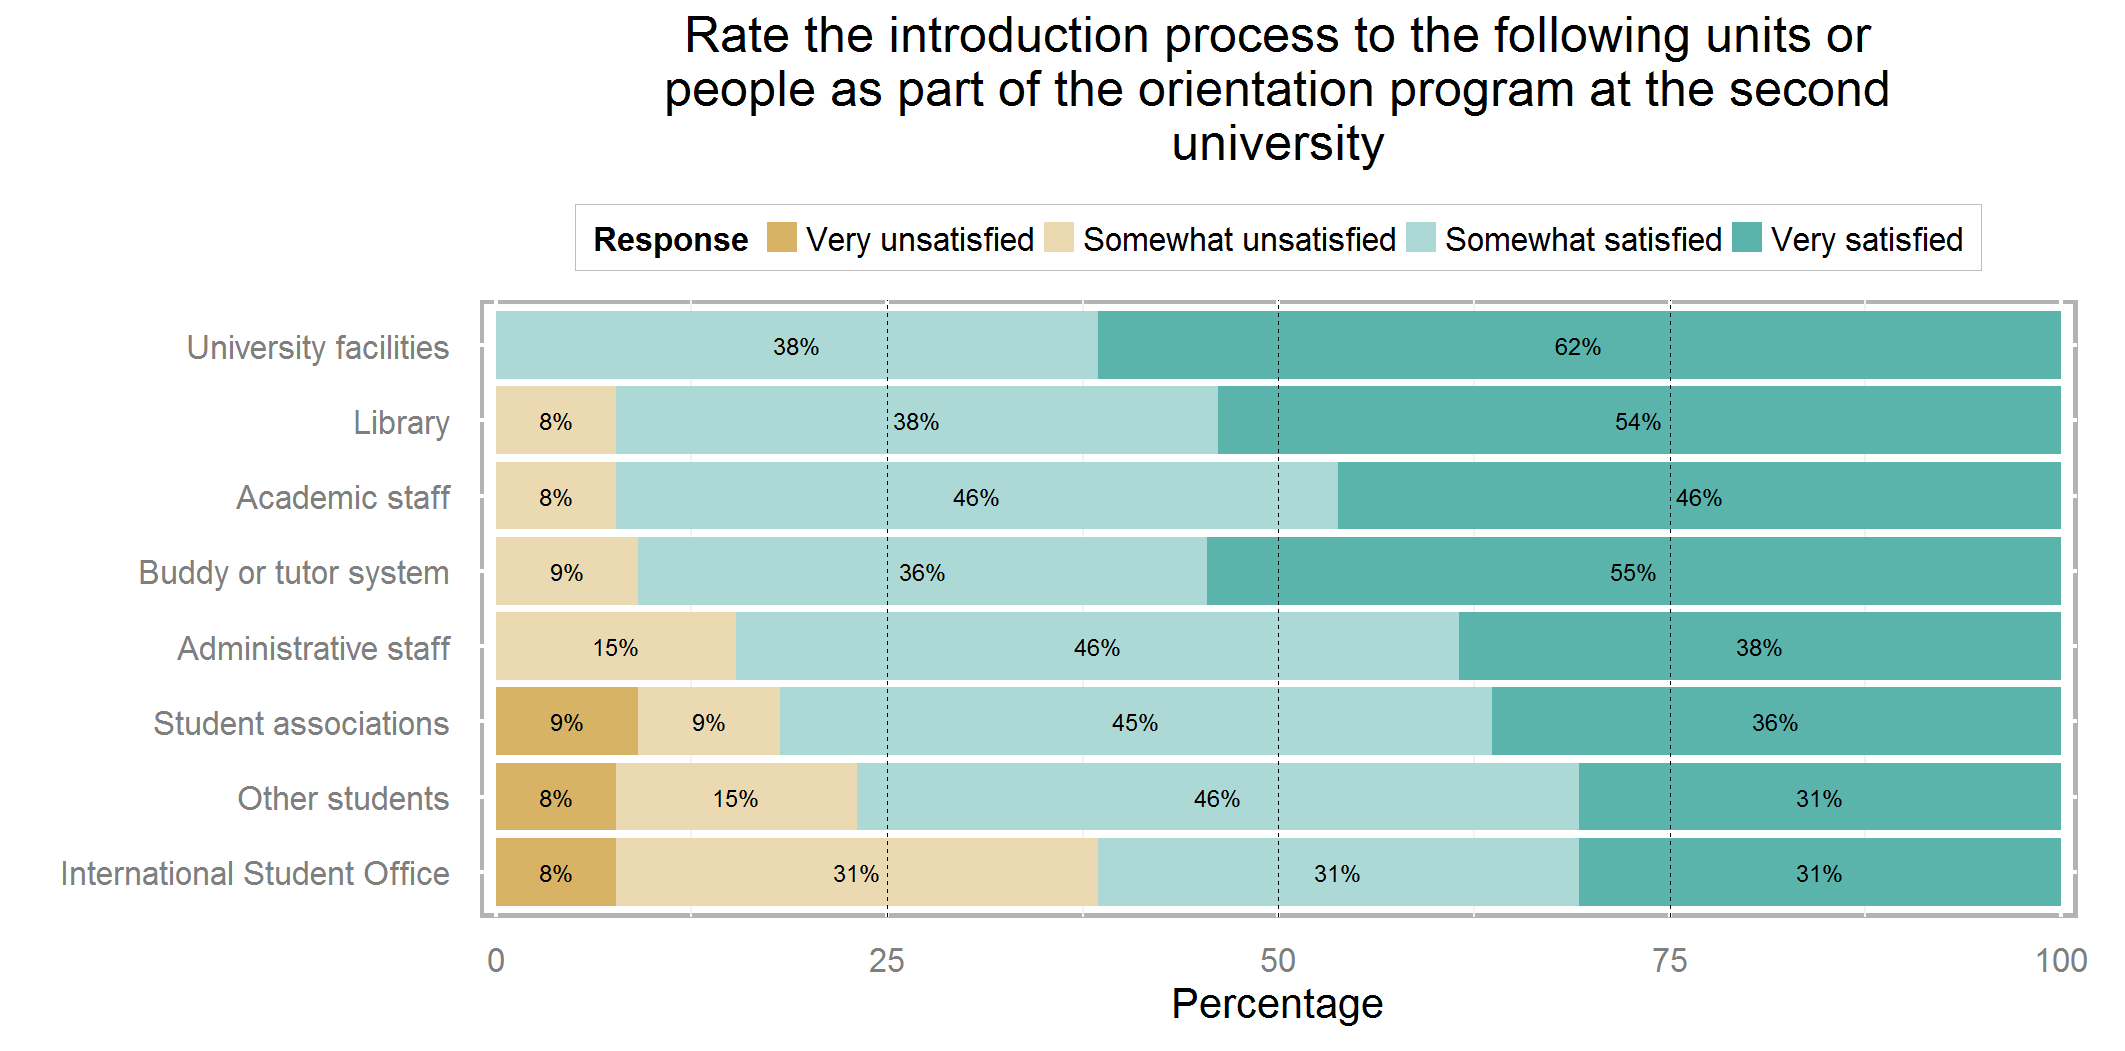 Rate the introduction process to the following units or
people as part of the orientation program at the second
university
Response Very unsatisfied Somewhat unsatisfied Somewhat satisfied Very satisfied
University facilities 38% 62%
Library 8% 38% 54%
Academic staff 8% 46% 46%
Buddy or tutor system 9% 36% 55%
Administrative staff 15% 46% 38%
Student associations 9% 9% 45% 36%
Other students 8% 15% 46% 31%
International Student Office 8% 31% 31% 31%
0 25 50 75 100
Percentage